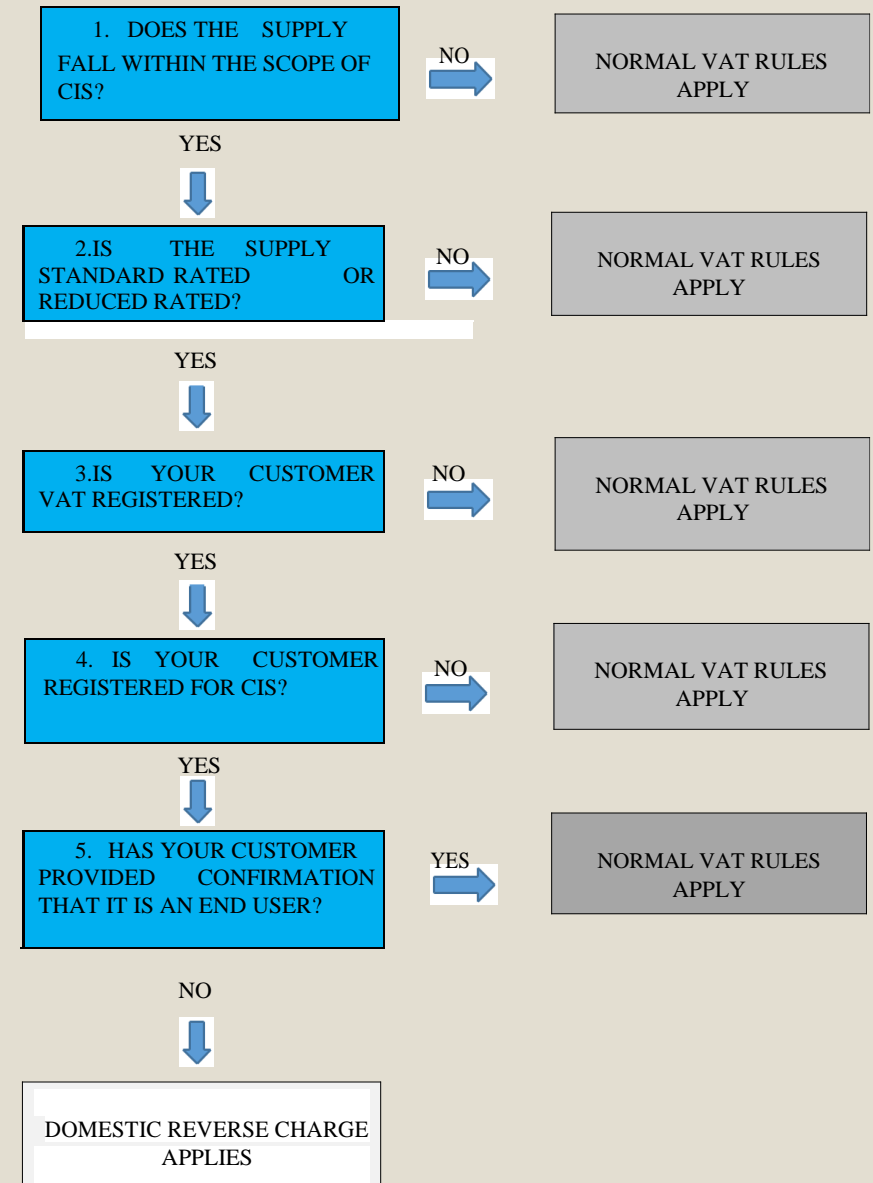 1. DOES THE SUPPLY
FALL WITHIN THE SCOPE OF
CIS?
NO
NORMAL VAT RULES
APPLY
YES
2.IS THE SUPPLY
STANDARD RATED OR
REDUCED RATED?
NO
NORMAL VAT RULES
APPLY
YES
3.IS YOUR CUSTOMER
VAT REGISTERED?
NO
NORMAL VAT RULES
APPLY
YES
4. IS YOUR CUSTOMER
REGISTERED FOR CIS?
NO
NORMAL VAT RULES
APPLY
YES
5. HAS YOUR CUSTOMER
PROVIDED CONFIRMATION
THAT IT IS AN END USER?
YES
NORMAL VAT RULES
APPLY
NO
DOMESTIC REVERSE CHARGE
APPLIES